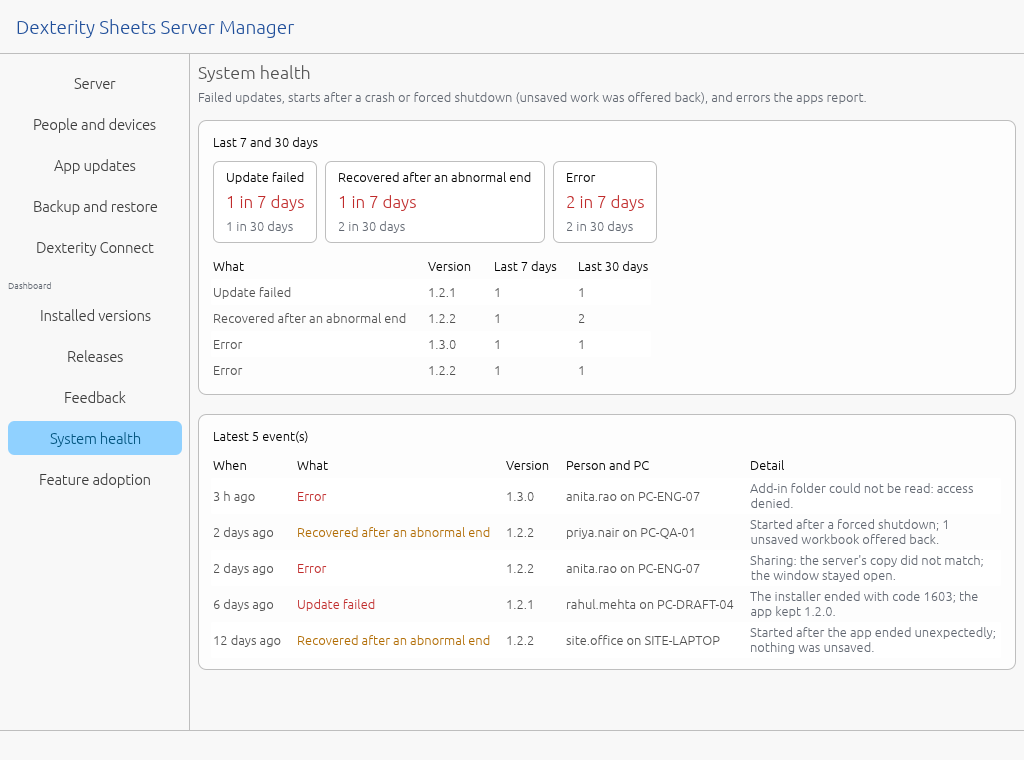 Dexterity Sheets Server Manager
Server
People and devices
App updates
Backup and restore
Dexterity Connect
Dashboard
Installed versions
Releases
Feedback
System health
Feature adoption
System health
Failed updates, starts after a crash or forced shutdown (unsaved work was offered back), and errors the apps report.
Last 7 and 30 days
Update failed
1 in 7 days
1 in 30 days
Recovered after an abnormal end
1 in 7 days
2 in 30 days
Error
2 in 7 days
2 in 30 days
What Version Last 7 days Last 30 days
Update failed 1.2.1 1 1
Recovered after an abnormal end 1.2.2 1 2
Error 1.3.0 1 1
Error 1.2.2 1 1
Latest 5 event(s)
When What Version Person and PC Detail
3 h ago Error 1.3.0 anita.rao on PC-ENG-07 Add-in folder could not be read: access
denied.
2 days ago Recovered after an abnormal end 1.2.2 priya.nair on PC-QA-01 Started after a forced shutdown; 1
unsaved workbook offered back.
2 days ago Error 1.2.2 anita.rao on PC-ENG-07 Sharing: the server's copy did not match;
the window stayed open.
6 days ago Update failed 1.2.1 rahul.mehta on PC-DRAFT-04 The installer ended with code 1603; the
app kept 1.2.0.
12 days ago Recovered after an abnormal end 1.2.2 site.office on SITE-LAPTOP Started after the app ended unexpectedly;
nothing was unsaved.